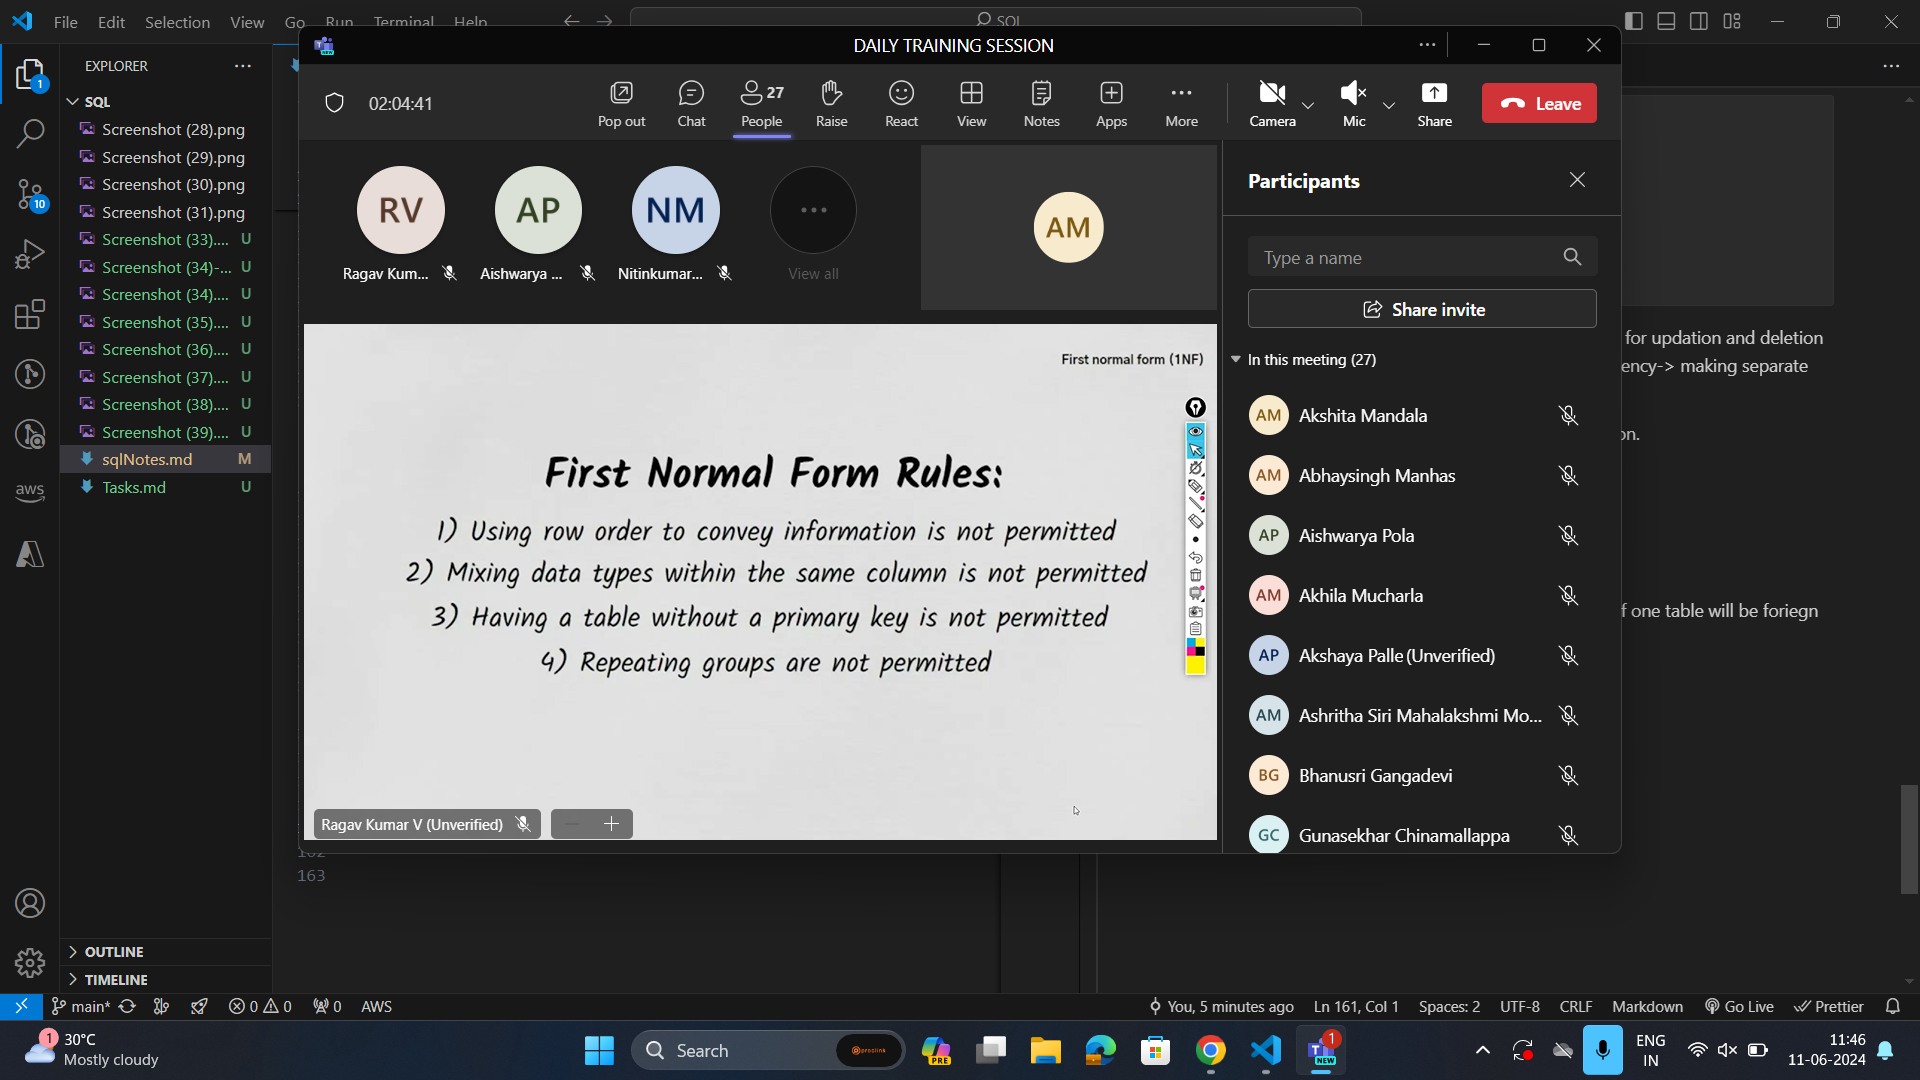 File Edit Selection View Go Run Terminal Help
SQL
EXPLORER
SQL
Screenshot (28).png
Screenshot (29).png
Screenshot (30).png
Screenshot (31).png
Screenshot (33).... U
Screenshot (34)-... U
Screenshot (34).... U
Screenshot (35).... U
Screenshot (36).... U
Screenshot (37).... U
Screenshot (38).... U
Screenshot (39).... U
sqlNotes.md M
Tasks.md U
1
10
aws
OUTLINE
TIMELINE
DAILY TRAINING SESSION
02:04:41
27
Pop out Chat People Raise React View Notes Apps More Camera Mic Share Leave
RV AP NM
Ragav Kum... Aishwarya ... Nitinkumar... View all
AM
First normal form (1NF)
First Normal Form Rules:
1) Using row order to convey information is not permitted
2) Mixing data types within the same column is not permitted
3) Having a table without a primary key is not permitted
4) Repeating groups are not permitted
Ragav Kumar V (Unverified)
Participants
Type a name
Share invite
In this meeting (27)
AM Akshita Mandala
AM Abhaysingh Manhas
AP Aishwarya Pola
AM Akhila Mucharla
AP Akshaya Palle (Unverified)
AM Ashritha Siri Mahalakshmi Mo...
BG Bhanusri Gangadevi
GC Gunasekhar Chinamallappa
for updation and deletion
ency-> making separate
on.
f one table will be foriegn
163
main* 0 0 0 AWS
You, 5 minutes ago Ln 161, Col 1 Spaces: 2 UTF-8 CRLF Markdown Go Live Prettier
1
30°C
Mostly cloudy
Search
PRE
1
NEW
ENG
IN
11:46
11-06-2024